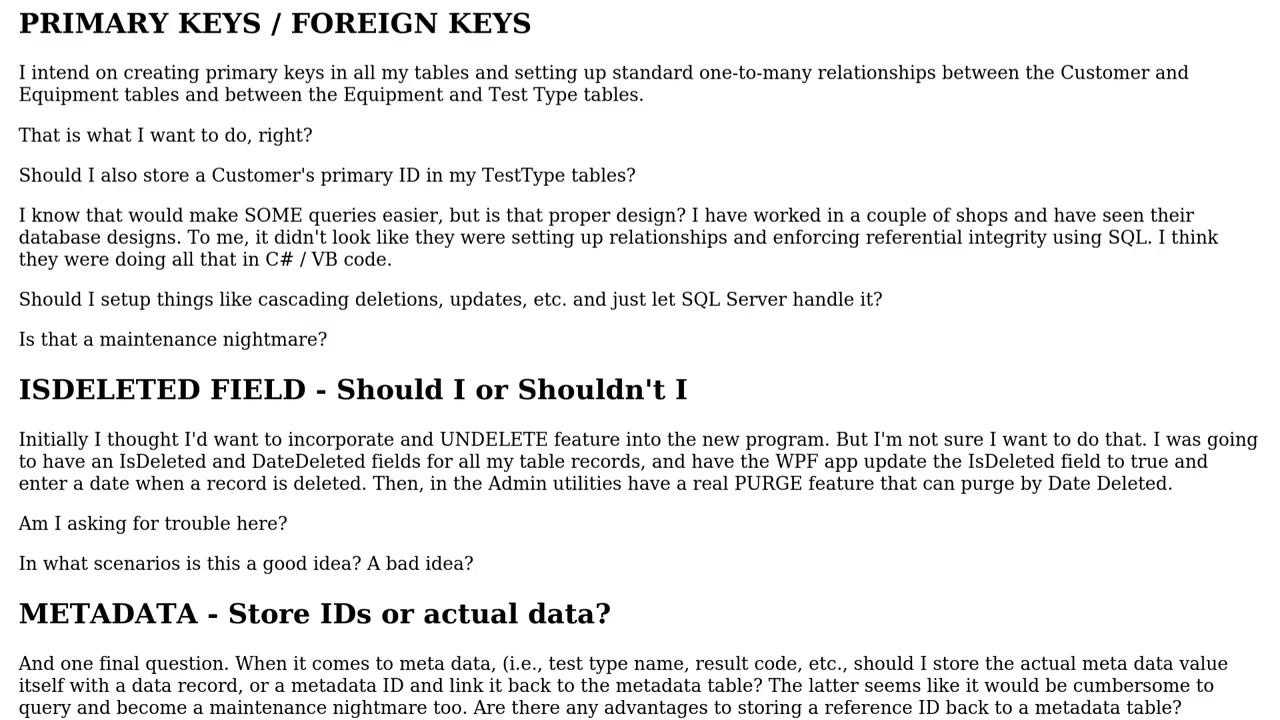 PRIMARY KEYS / FOREIGN KEYS
I intend on creating primary keys in all my tables and setting up standard one-to-many relationships between the Customer and
Equipment tables and between the Equipment and Test Type tables.
That is what I want to do, right?
Should I also store a Customer's primary ID in my TestType tables?
I know that would make SOME queries easier, but is that proper design? I have worked in a couple of shops and have seen their
database designs. To me, it didn't look like they were setting up relationships and enforcing referential integrity using SQL. I think
they were doing all that in C# / VB code.
Should I setup things like cascading deletions, updates, etc. and just let SQL Server handle it?
Is that a maintenance nightmare?
ISDELETED FIELD - Should I or Shouldn't I
Initially I thought I'd want to incorporate and UNDELETE feature into the new program. But I'm not sure I want to do that. I was going
to have an IsDeleted and DateDeleted fields for all my table records, and have the WPF app update the IsDeleted field to true and
enter a date when a record is deleted. Then, in the Admin utilities have a real PURGE feature that can purge by Date Deleted.
Am I asking for trouble here?
In what scenarios is this a good idea? A bad idea?
METADATA - Store IDs or actual data?
And one final question. When it comes to meta data, (i.e., test type name, result code, etc., should I store the actual meta data value
itself with a data record, or a metadata ID and link it back to the metadata table? The latter seems like it would be cumbersome to
query and become a maintenance nightmare too. Are there any advantages to storing a reference ID back to a metadata table?